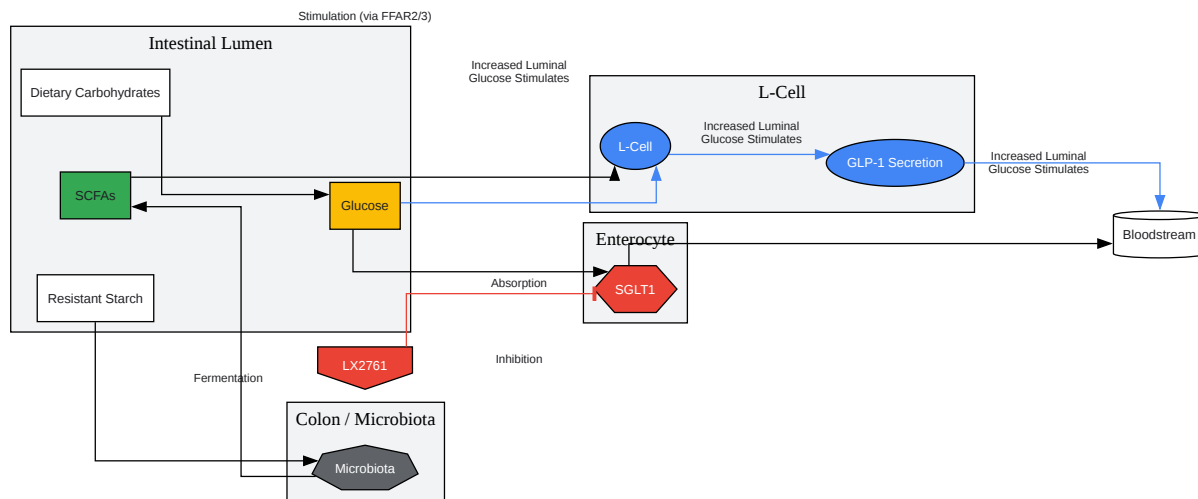 Stimulation (via FFAR2/3)
Intestinal Lumen
Dietary Carbohydrates
SCFAs
Glucose
Resistant Starch
Increased Luminal
Glucose Stimulates
L-Cell
L-Cell
Increased Luminal
Glucose Stimulates
GLP-1 Secretion
Increased Luminal
Glucose Stimulates
Bloodstream
Enterocyte
SGLT1
Absorption
LX2761
Inhibition
Fermentation
Colon / Microbiota
Microbiota